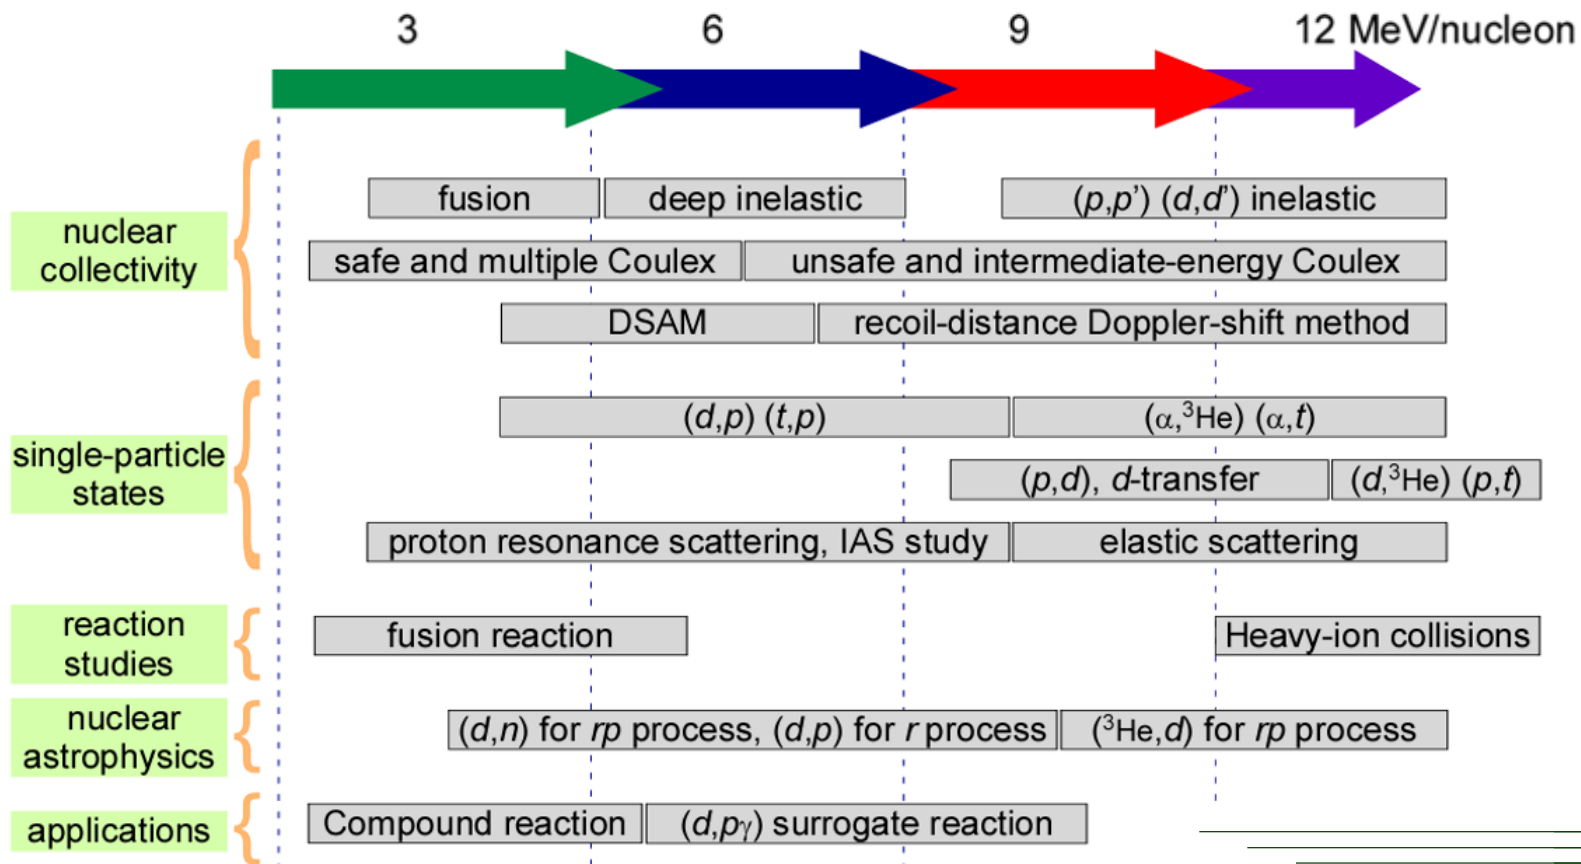 3 6 9 12 MeV/nucleon
fusion deep inelastic (p,p’) (d,d’) inelastic
nuclear
collectivity
safe and multiple Coulex unsafe and intermediate-energy Coulex
DSAM recoil-distance Doppler-shift method
(d,p) (t,p) (α,³He) (α,t)
single-particle
states
(p,d), d-transfer (d,³He) (p,t)
proton resonance scattering, IAS study elastic scattering
reaction
studies
fusion reaction Heavy-ion collisions
nuclear
astrophysics
(d,n) for rp process, (d,p) for r process (³He,d) for rp process
applications
Compound reaction (d,pγ) surrogate reaction